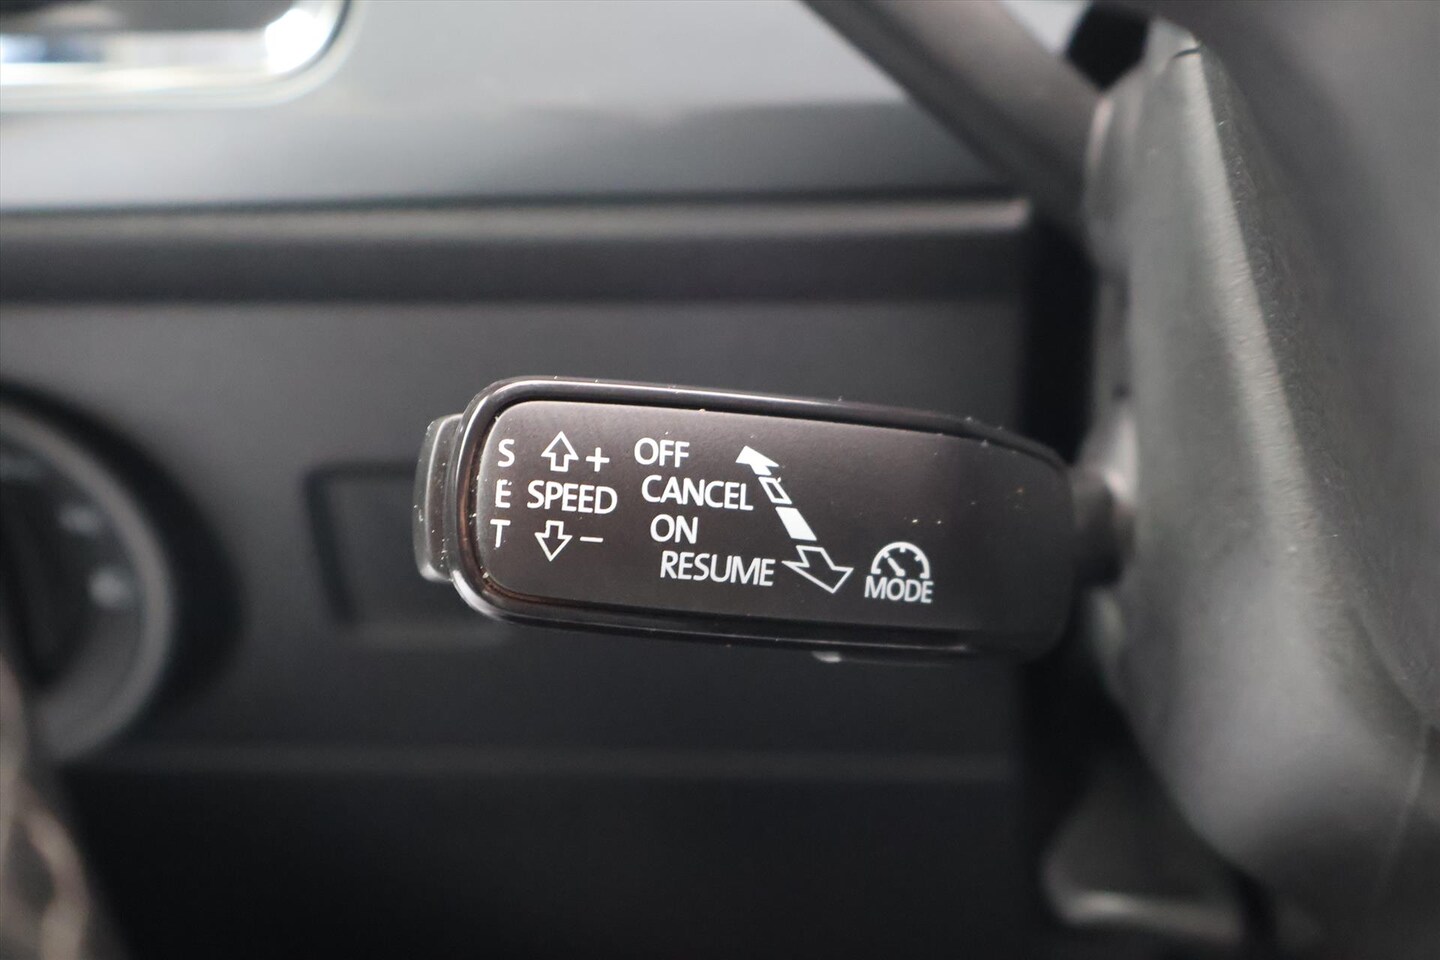 S
E
T
+
SPEED
−
OFF
CANCEL
ON
RESUME
MODE